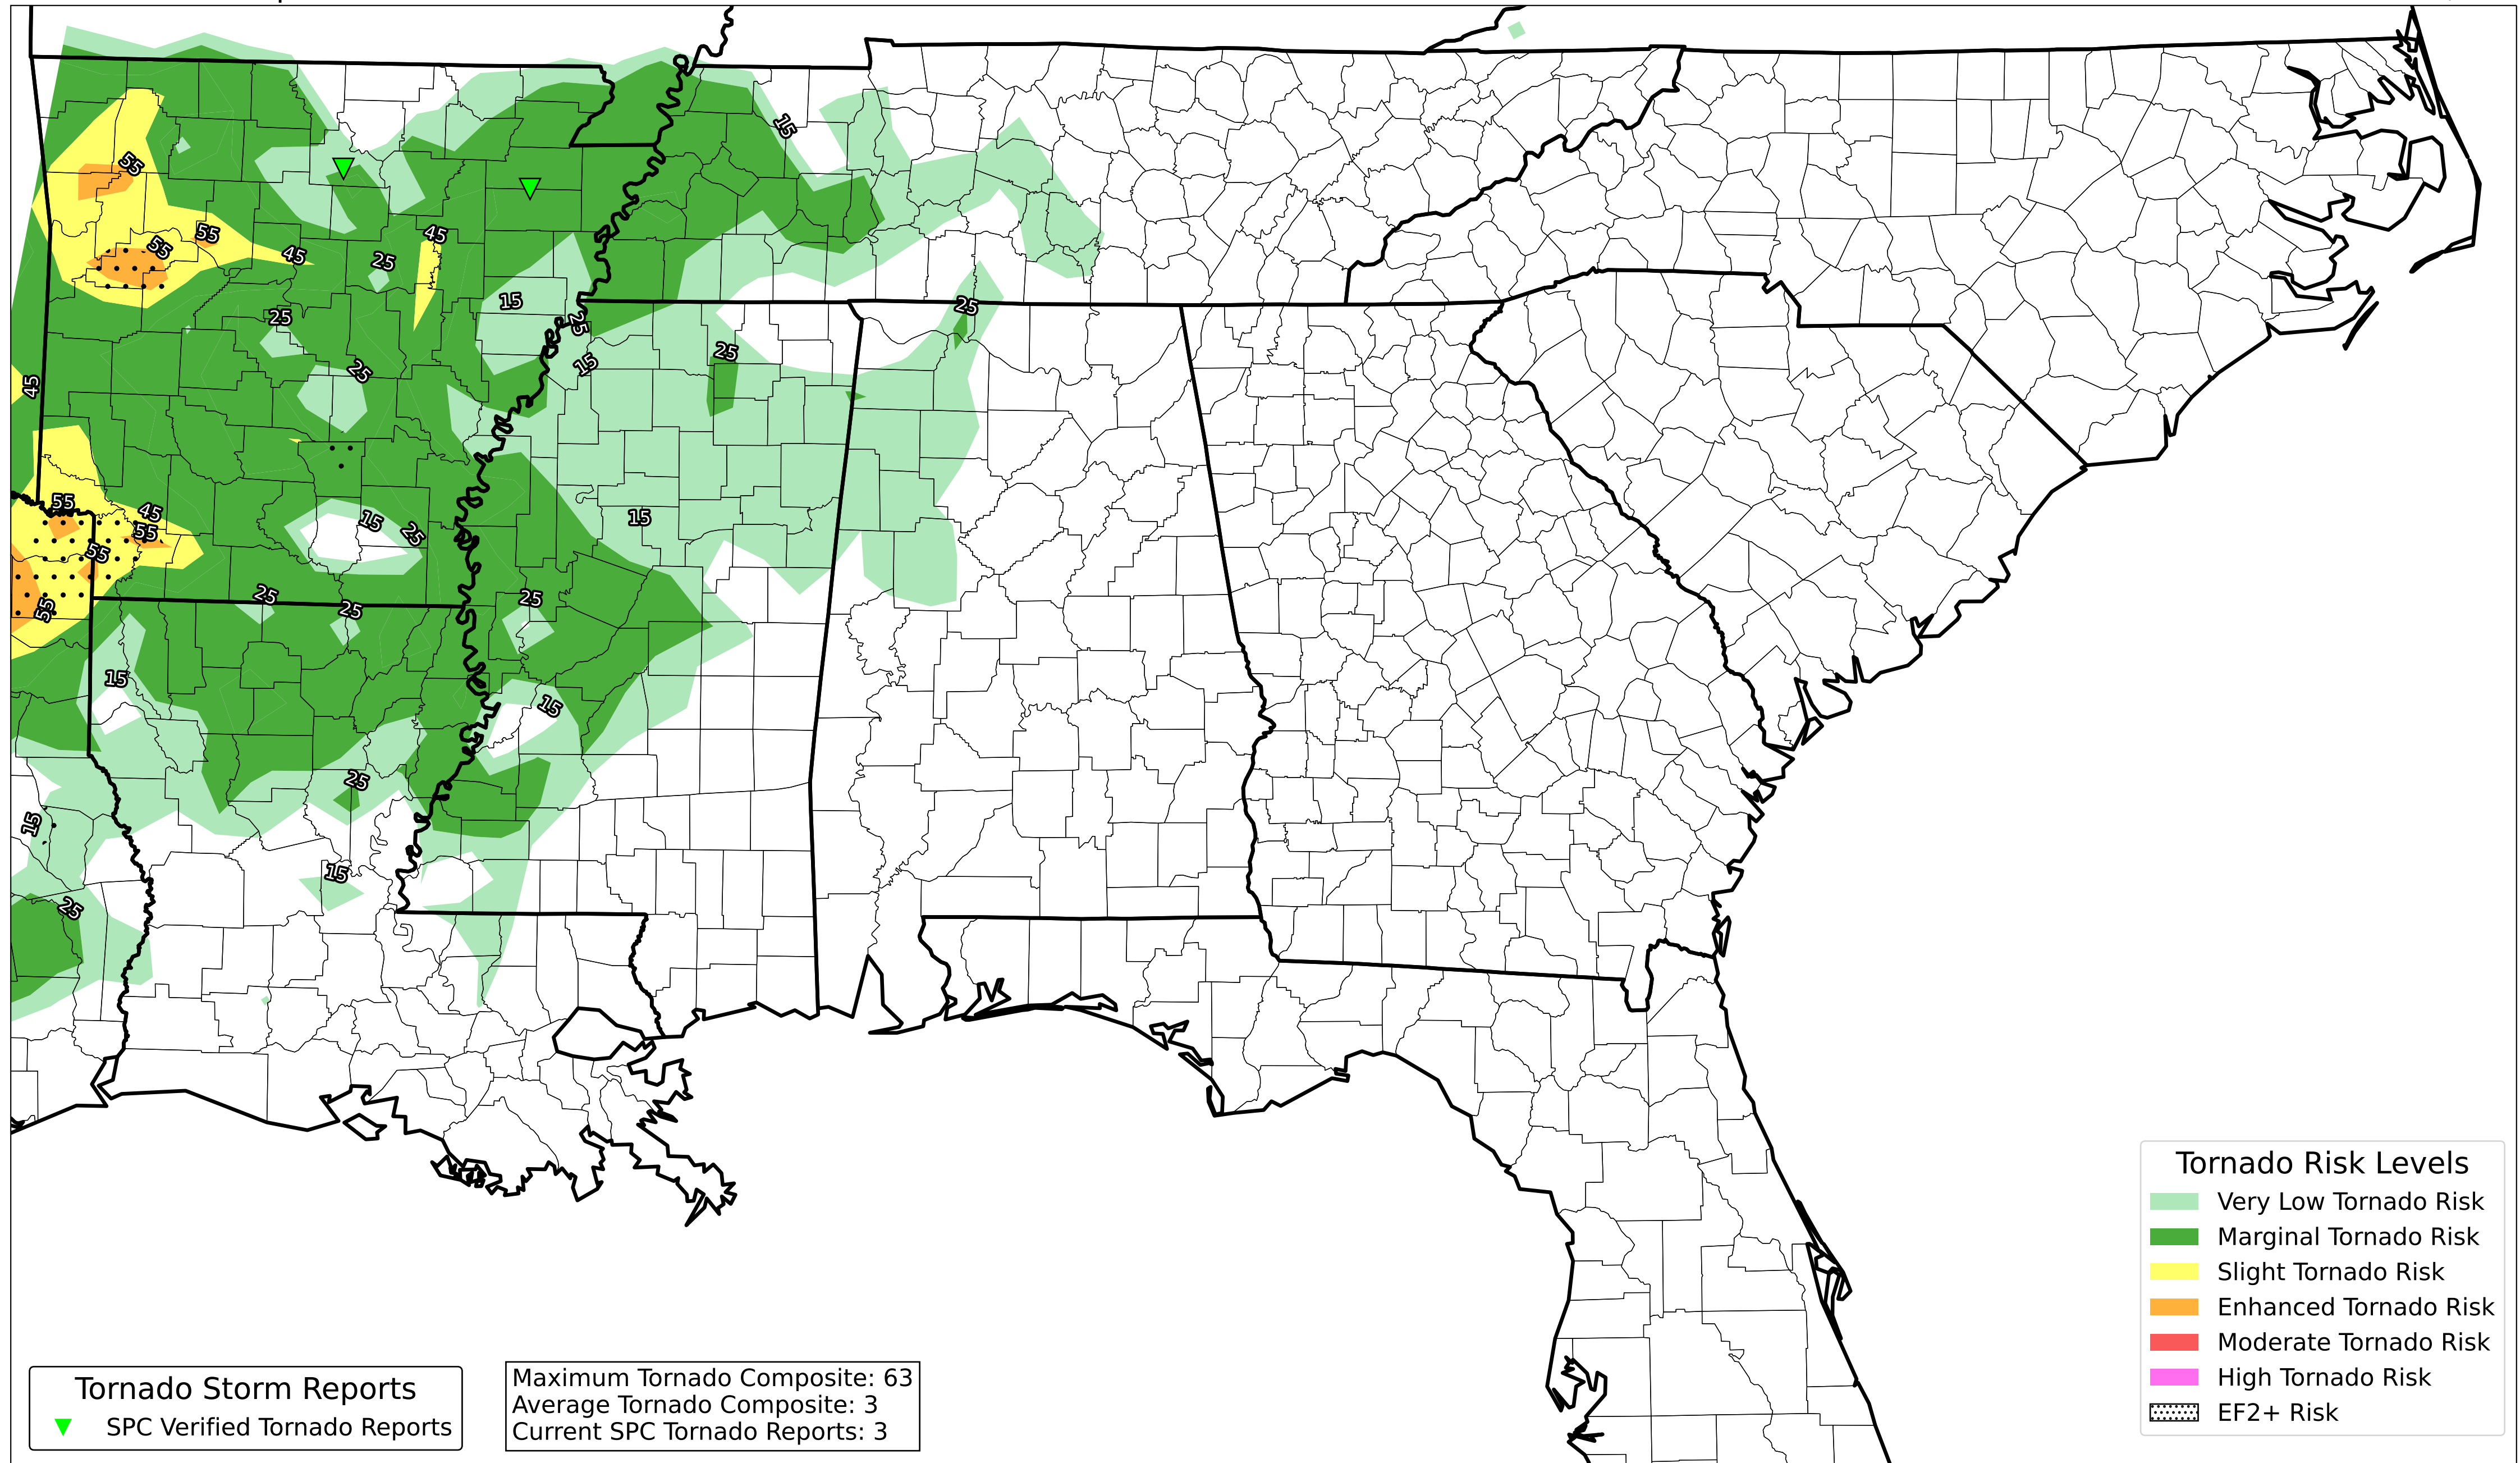 15
55
55
55
45
45
25
15
25
25
25
15
25
25
45
55
45
55
55
15
25
15
25
25
25
55
15
15
25
15
15
25
Tornado Risk Levels
Very Low Tornado Risk
Marginal Tornado Risk
Slight Tornado Risk
Enhanced Tornado Risk
Moderate Tornado Risk
High Tornado Risk
EF2+ Risk
Tornado Storm Reports
SPC Verified Tornado Reports
Maximum Tornado Composite: 63
Average Tornado Composite: 3
Current SPC Tornado Reports: 3